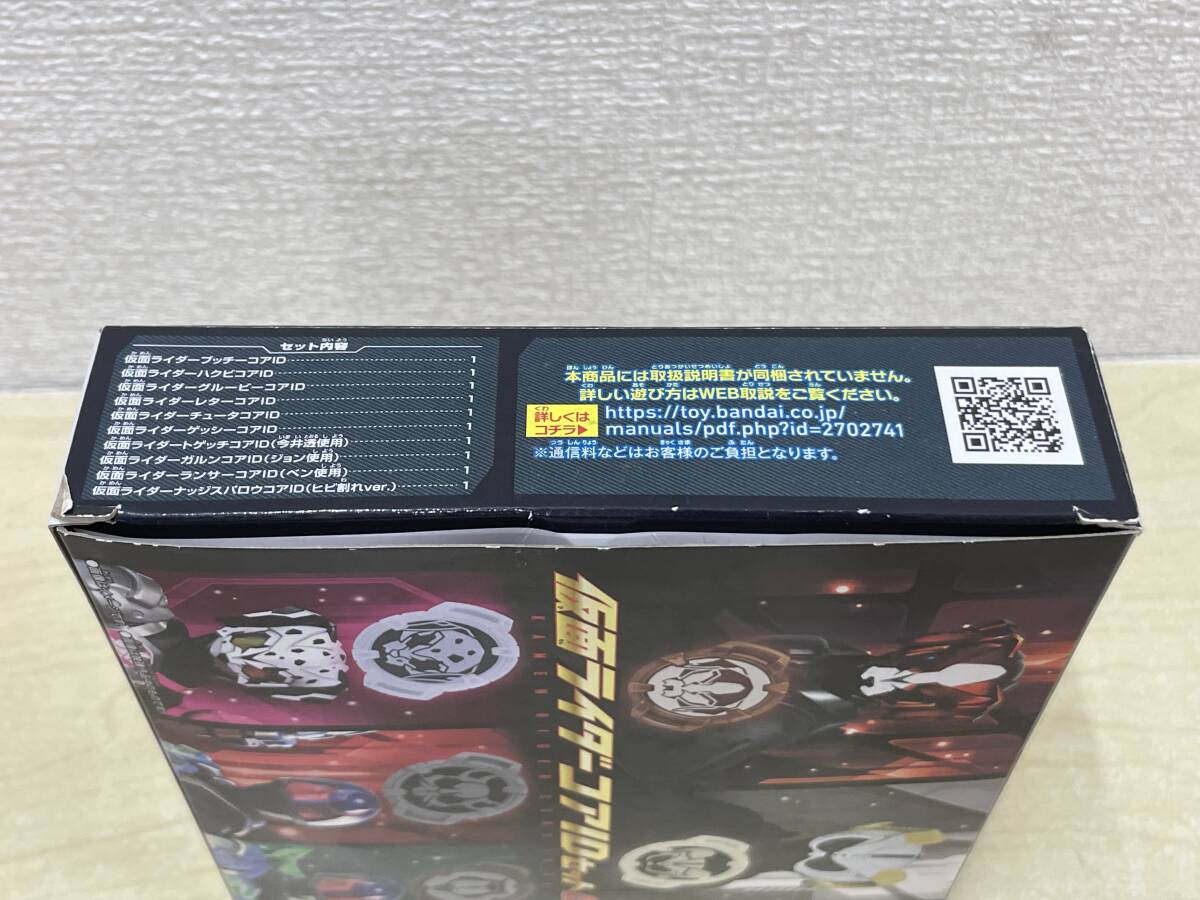 セット内容
仮面ライダーブッチーコアID 1
仮面ライダーハクビコアID 1
仮面ライダーグルービーコアID 1
仮面ライダーレターコアID 1
仮面ライダーチュータコアID 1
仮面ライダーゲッシーコアID 1
仮面ライダートゲッチコアID(今井透使用) 1
仮面ライダーガルンコアID(ジョン使用) 1
仮面ライダーランサーコアID(ベン使用) 1
仮面ライダーナッジスパロウコアID(ヒビ割れver.) 1
本商品には取扱説明書が同梱されていません。
詳しい遊び方はWEB取説をご覧ください。
詳しくは
コチラ▶
https://toy.bandai.co.jp/
manuals/pdf.php?id=2702741
※通信料などはお客様のご負担となります。
仮面ライダーコアID